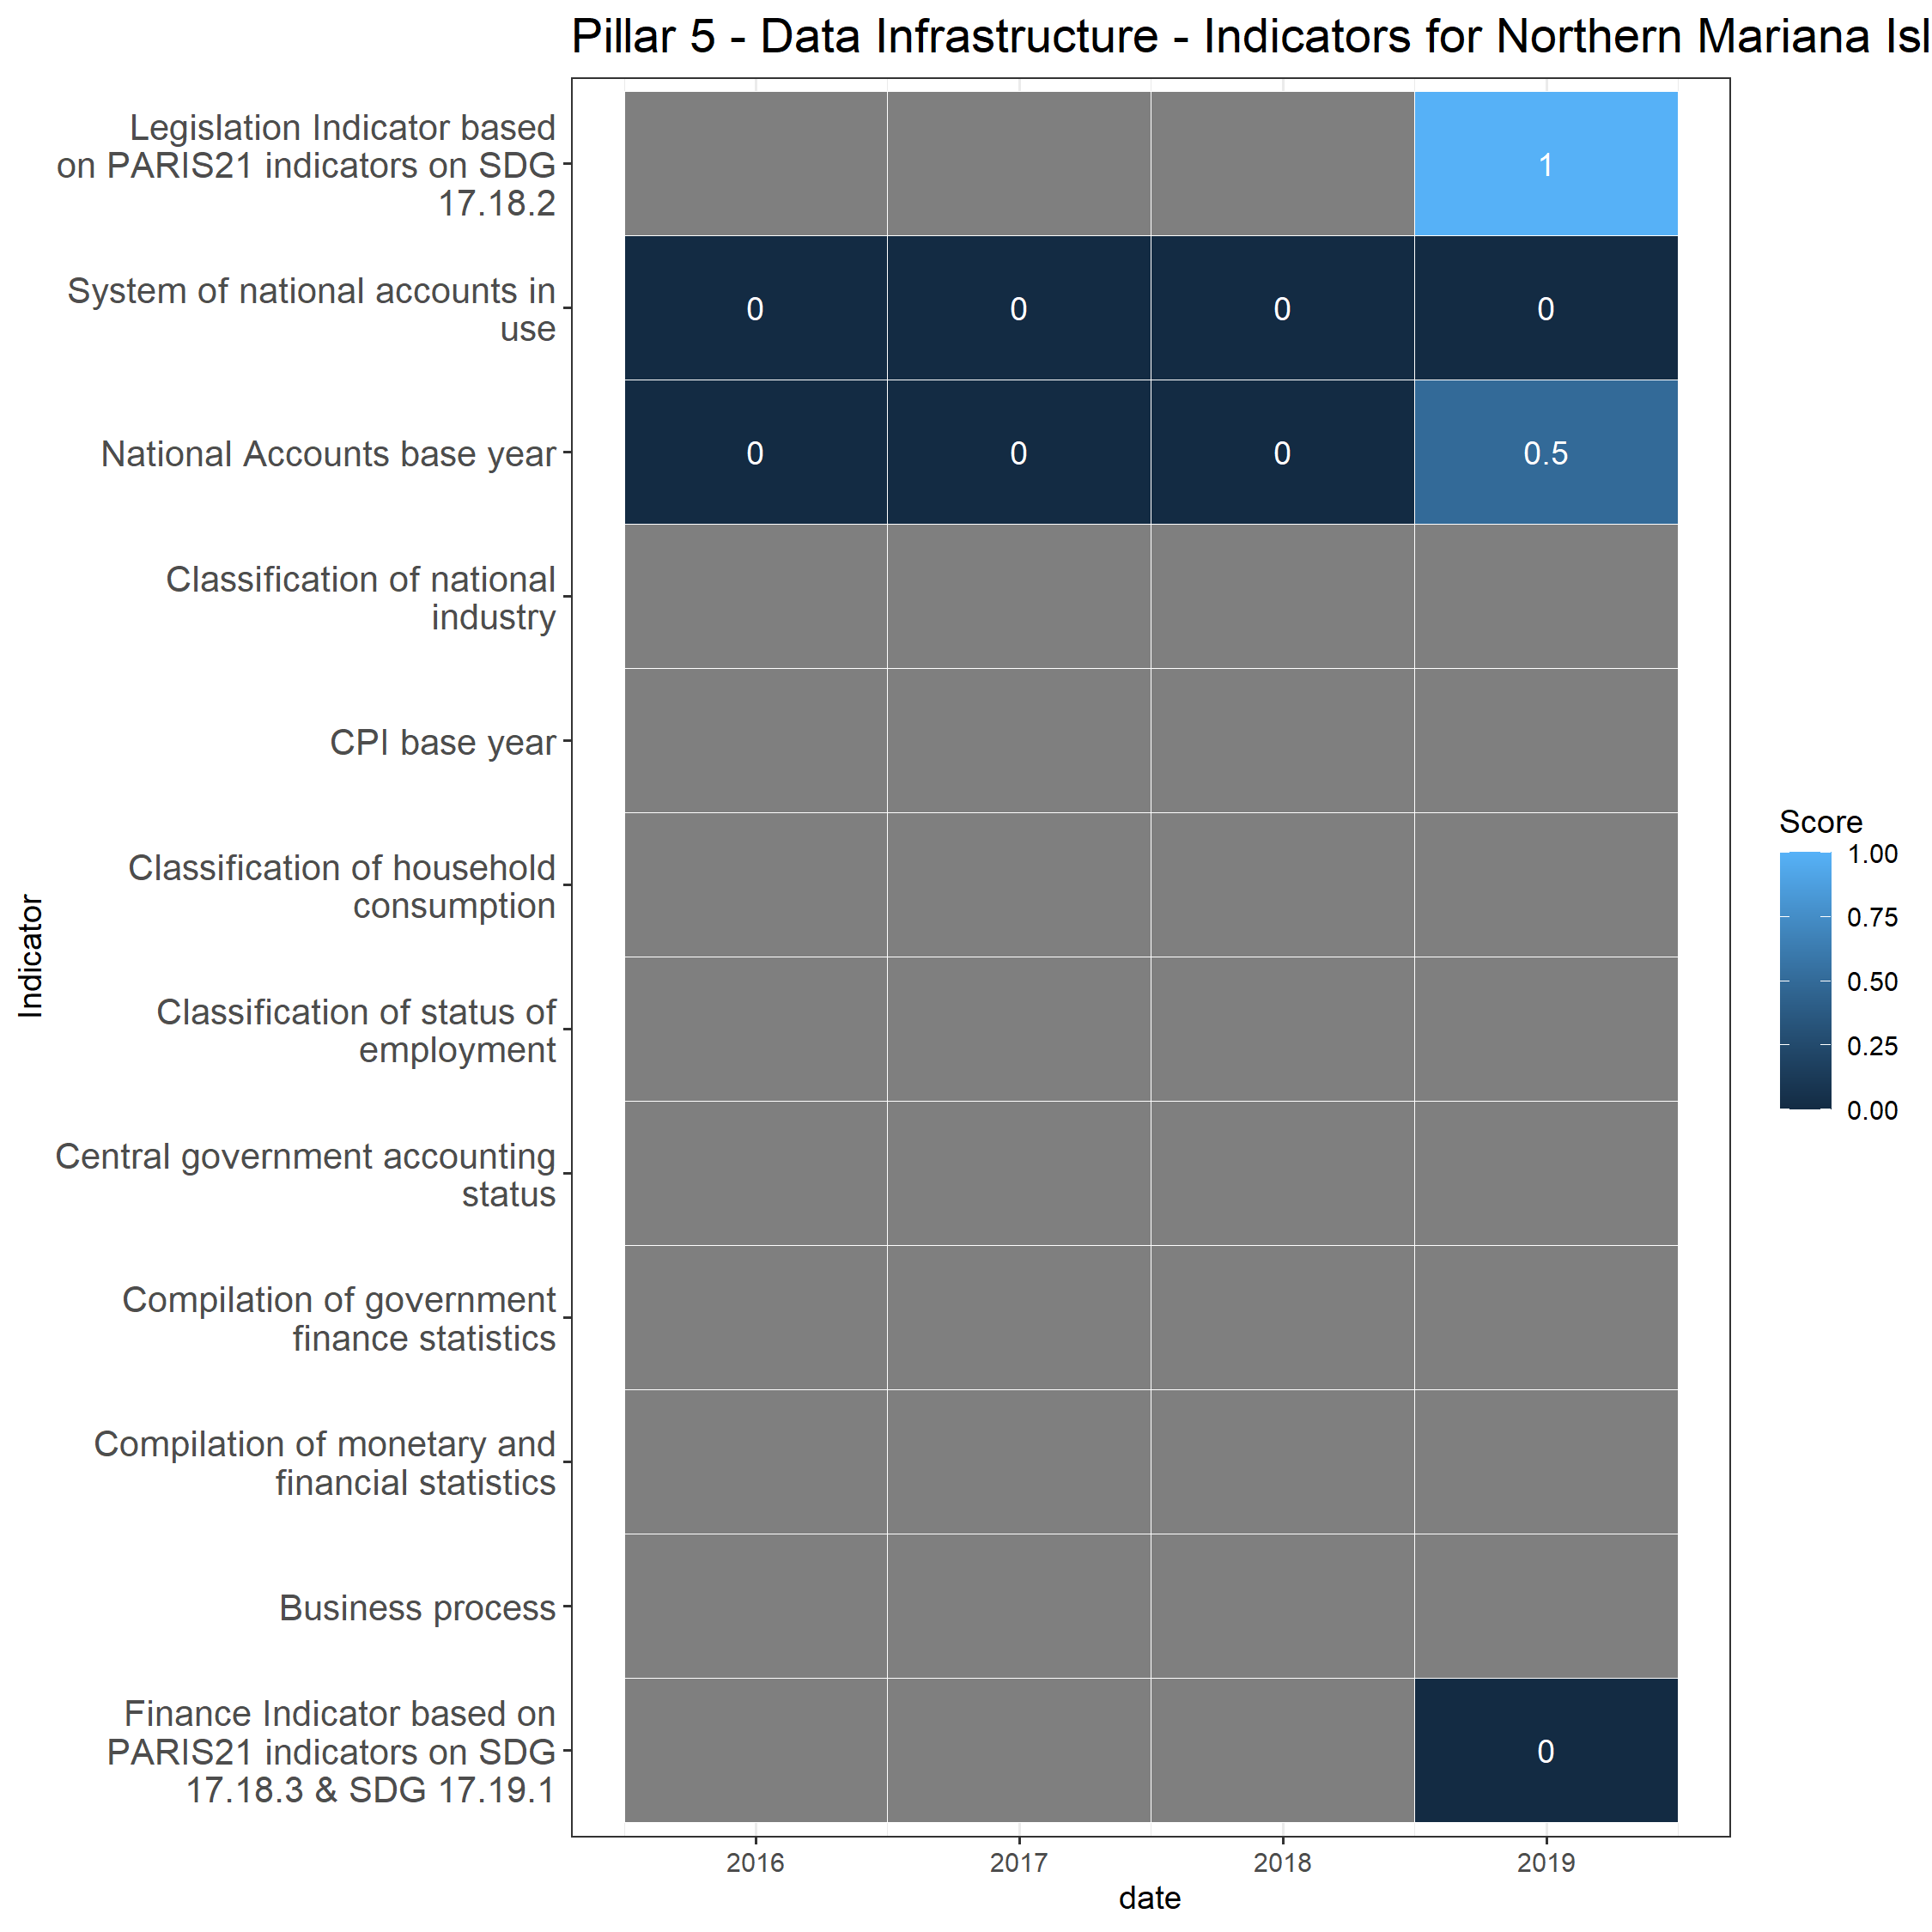 Pillar 5 - Data Infrastructure - Indicators for Northern Mariana Isl
Legislation Indicator based
on PARIS21 indicators on SDG
17.18.2
1
System of national accounts in
use
0 0 0 0
National Accounts base year
0 0 0 0.5
Classification of national
industry
CPI base year
Classification of household
consumption
Classification of status of
employment
Central government accounting
status
Compilation of government
finance statistics
Compilation of monetary and
financial statistics
Business process
Finance Indicator based on
PARIS21 indicators on SDG
17.18.3 & SDG 17.19.1
0
2016 2017 2018 2019
date
Indicator
Score
1.00
0.75
0.50
0.25
0.00